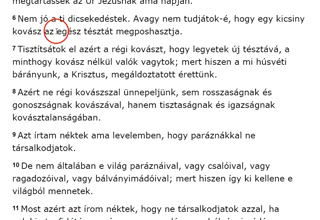 megtartassék az Úr Jézusnak ama napján.
6 Nem jó a ti dicsekedéstek. Avagy nem tudjátok-é, hogy egy kicsiny
kovász az egész tésztát megposhasztja.
7 Tisztítsátok el azért a régi kovászt, hogy legyetek új tésztává, a
minthogy kovász nélkül valók vagytok; mert hiszen a mi húsvéti
bárányunk, a Krisztus, megáldoztatott érettünk.
8 Azért ne régi kovászszal ünnepeljünk, sem rosszaságnak és
gonoszságnak kovászával, hanem tisztaságnak és igazságnak
kovásztalanságában.
9 Azt írtam néktek ama levelemben, hogy paráznákkal ne
társalkodjatok.
10 De nem általában e világ paráznáival, vagy csalóival, vagy
ragadozóival, vagy bálványimádóival; mert hiszen így ki kellene e
világból mennetek.
11 Most azért azt írom néktek, hogy ne társalkodjatok azzal, ha